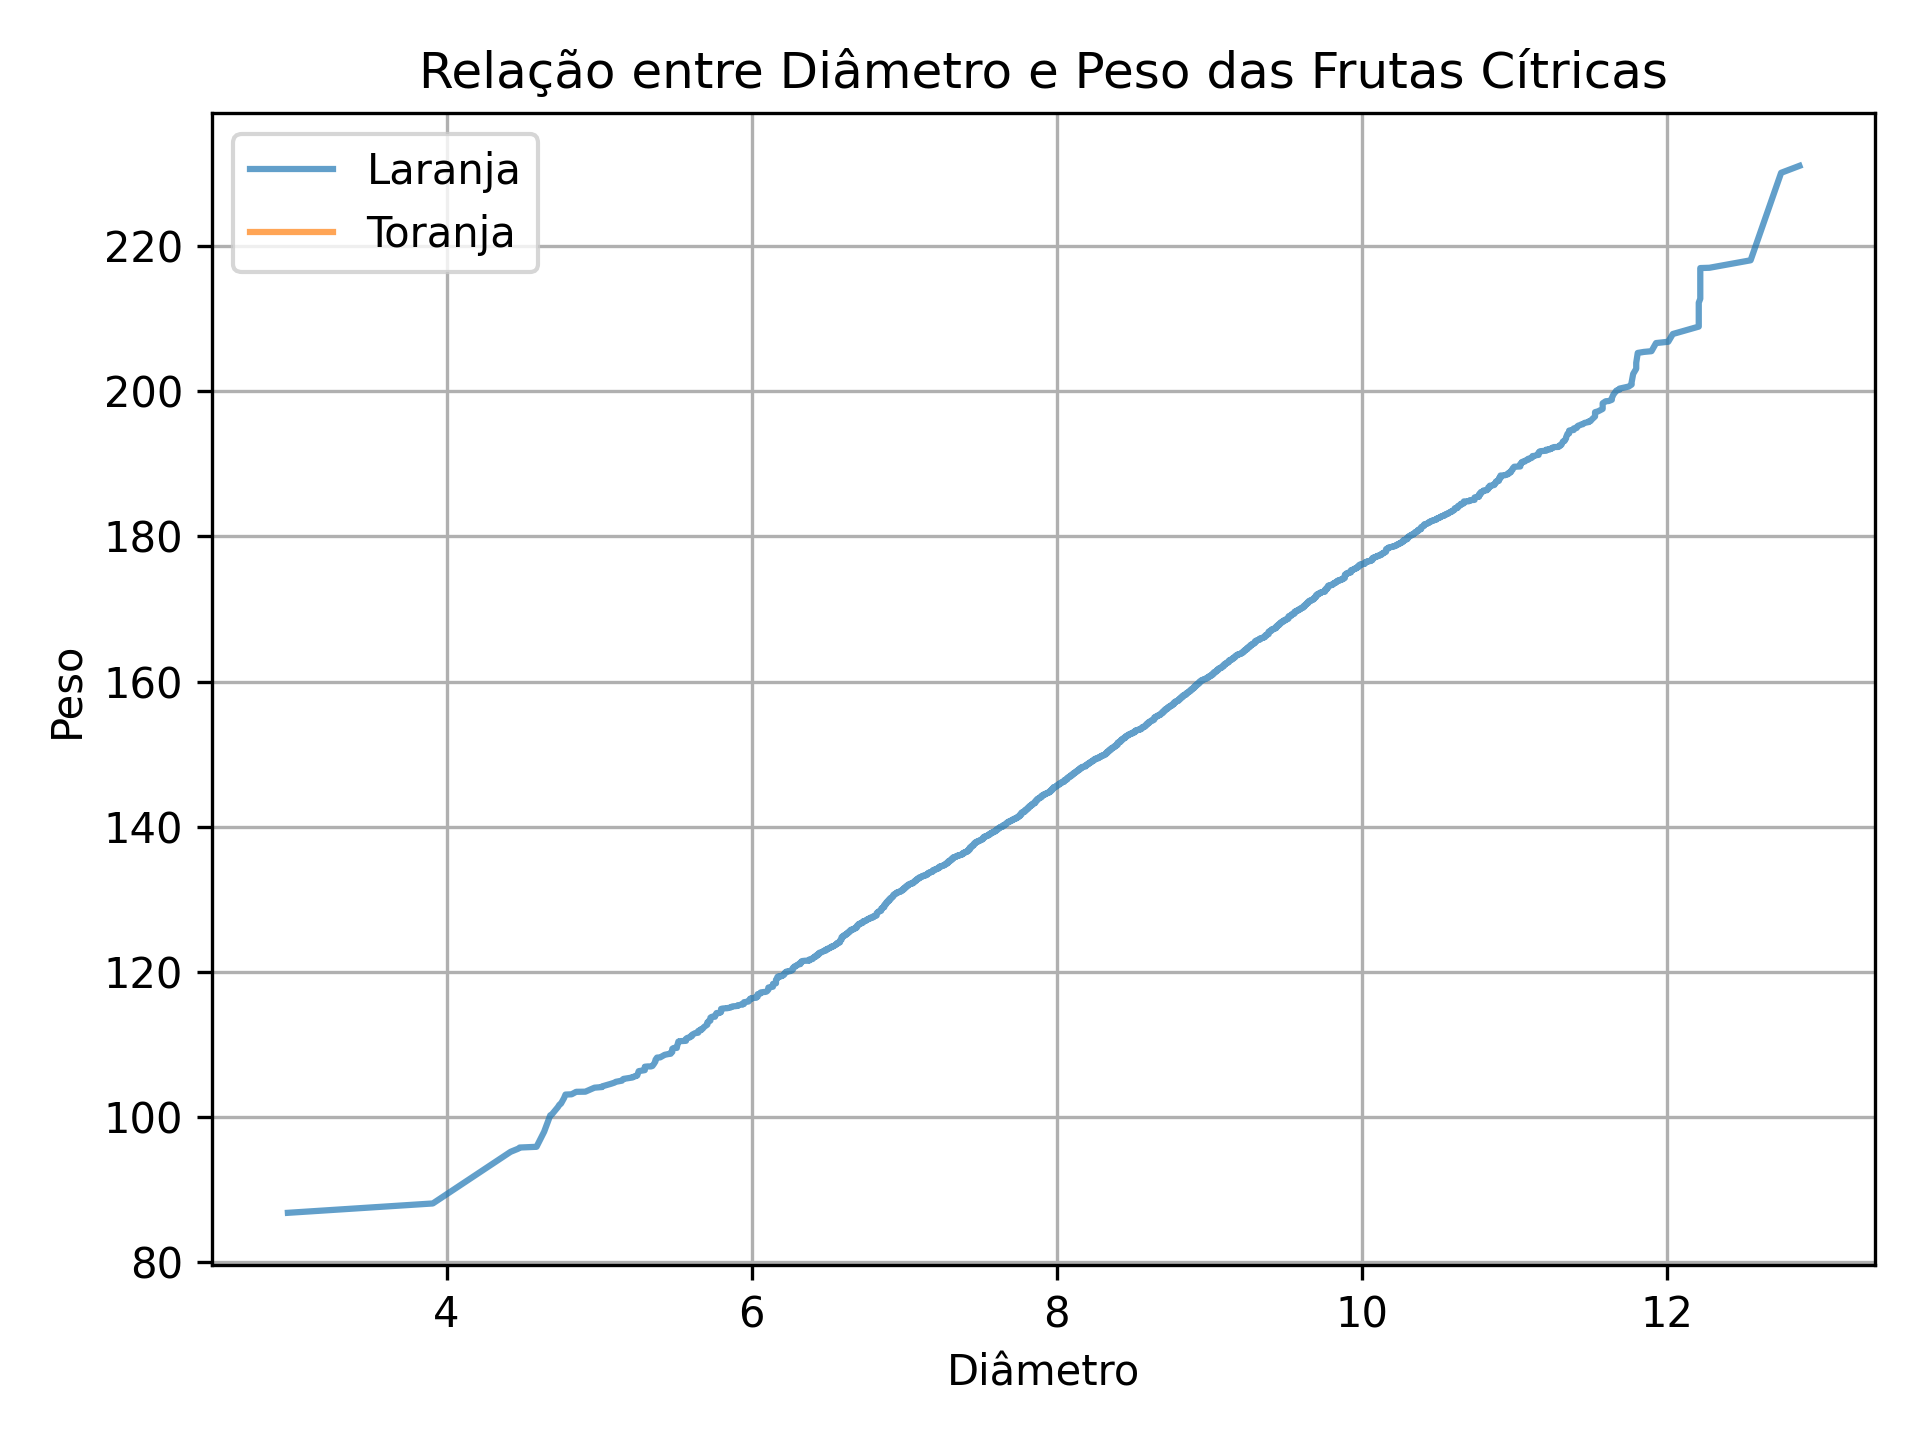 Relação entre Diâmetro e Peso das Frutas Cítricas
Laranja
Toranja
220
200
180
160
140
120
100
80
Peso
4 6 8 10 12
Diâmetro